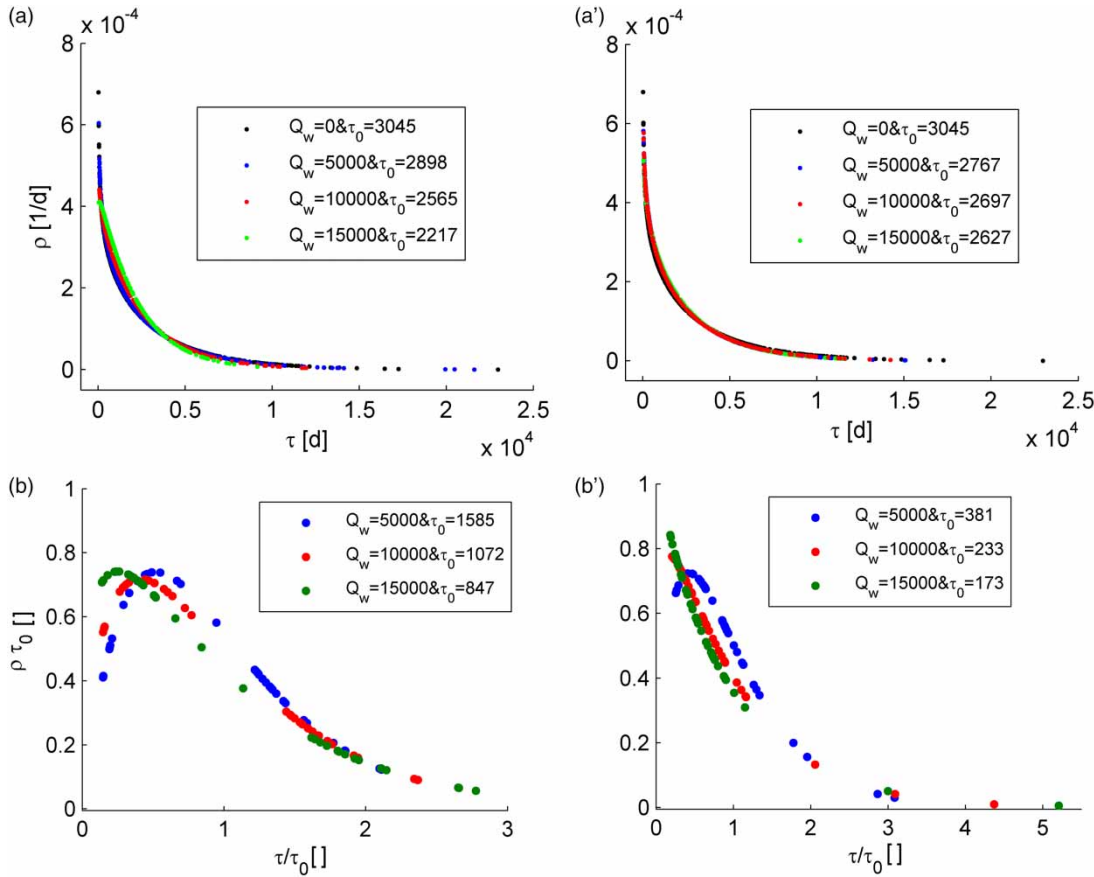 (a)
x 10⁻⁴
8
6
4
2
0
ρ [1/d]
Q_w=0&τ_0=3045
Q_w=5000&τ_0=2898
Q_w=10000&τ_0=2565
Q_w=15000&τ_0=2217
0 0.5 1 1.5 2 2.5
τ [d]
x 10⁴
(a')
x 10⁻⁴
8
6
4
2
0
Q_w=0&τ_0=3045
Q_w=5000&τ_0=2767
Q_w=10000&τ_0=2697
Q_w=15000&τ_0=2627
0 0.5 1 1.5 2 2.5
τ [d]
x 10⁴
(b)
1
0.8
0.6
0.4
0.2
0
ρ τ_0 []
Q_w=5000&τ_0=1585
Q_w=10000&τ_0=1072
Q_w=15000&τ_0=847
0 1 2 3
τ/τ_0[]
(b')
1
0.8
0.6
0.4
0.2
0
Q_w=5000&τ_0=381
Q_w=10000&τ_0=233
Q_w=15000&τ_0=173
0 1 2 3 4 5
τ/τ_0[]